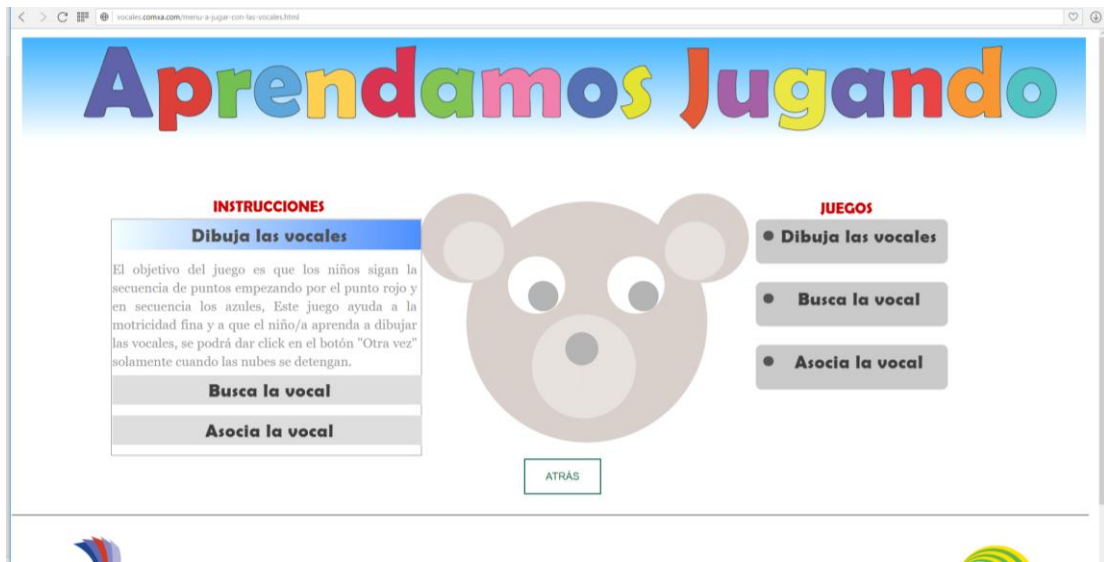 vocales.comxa.com/menu-a-jugar-con-las-vocales.html
Aprendamos Jugando
INSTRUCCIONES
Dibuja las vocales
El objetivo del juego es que los niños sigan la
secuencia de puntos empezando por el punto rojo y
en secuencia los azules, Este juego ayuda a la
motricidad fina y a que el niño/a aprenda a dibujar
las vocales, se podrá dar click en el botón "Otra vez"
solamente cuando las nubes se detengan.
Busca la vocal
Asocia la vocal
JUEGOS
Dibuja las vocales
Busca la vocal
Asocia la vocal
ATRÁS